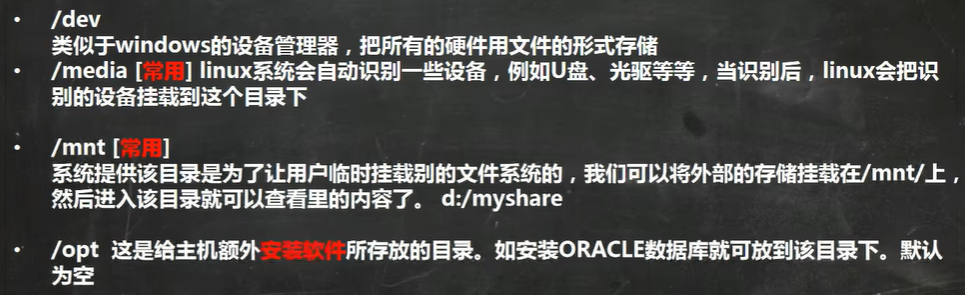 • /dev
类似于windows的设备管理器，把所有的硬件用文件的形式存储
• /media [常用] linux系统会自动识别一些设备，例如U盘、光驱等等，当识别后，linux会把识
别的设备挂载到这个目录下
• /mnt [常用]
系统提供该目录是为了让用户临时挂载别的文件系统的，我们可以将外部的存储挂载在/mnt/上，
然后进入该目录就可以查看里的内容了。 d:/myshare
• /opt 这是给主机额外安装软件所存放的目录。如安装ORACLE数据库就可放到该目录下。默认
为空